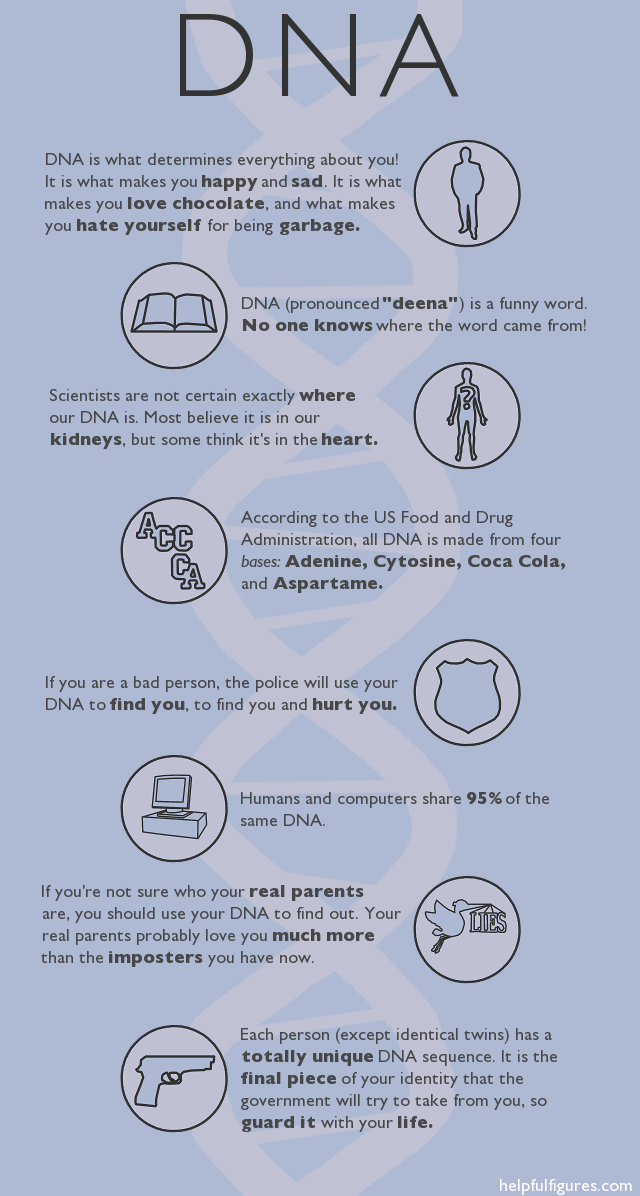 DNA
DNA is what determines everything about you!
It is what makes you happy and sad. It is what
makes you love chocolate, and what makes
you hate yourself for being garbage.
DNA (pronounced "deena") is a funny word.
No one knows where the word came from!
Scientists are not certain exactly where
our DNA is. Most believe it is in our
kidneys, but some think it's in the heart.
ACC
CA
According to the US Food and Drug
Administration, all DNA is made from four
bases: Adenine, Cytosine, Coca Cola,
and Aspartame.
If you are a bad person, the police will use your
DNA to find you, to find you and hurt you.
Humans and computers share 95% of the
same DNA.
If you're not sure who your real parents
are, you should use your DNA to find out. Your
real parents probably love you much more
than the imposters you have now.
LIES
Each person (except identical twins) has a
totally unique DNA sequence. It is the
final piece of your identity that the
government will try to take from you, so
guard it with your life.
helpfulfigures.com